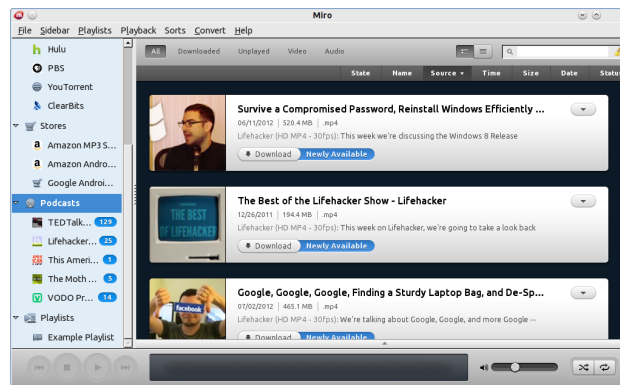 Miro
File Sidebar Playlists Playback Sorts Convert Help
Hulu
PBS
YouTorrent
ClearBits
Stores
Amazon MP3 S...
Amazon Andro...
Google Androi...
Podcasts
TEDTalk... 129
Lifehacker... 25
This Ameri... 1
The Moth ... 5
VODO Pr... 14
Playlists
Example Playlist
All Downloaded Unplayed Video Audio
State Name Source Time Size Date Statu
Survive a Compromised Password, Reinstall Windows Efficiently ...
06/11/2012 520.4 MB .mp4
Lifehacker (HD MP4 - 30fps): This week we're discussing the Windows 8 Release
Download Newly Available
THE BEST
OF LIFEHACKER
The Best of the Lifehacker Show - Lifehacker
12/26/2011 194.4 MB .mp4
Lifehacker (HD MP4 - 30fps): This week on Lifehacker, we're going to take a look back
Download Newly Available
facebook
Google, Google, Google, Finding a Sturdy Laptop Bag, and De-Sp...
07/02/2012 465.1 MB .mp4
Lifehacker (HD MP4 - 30fps): We're talking about Google, Google, and more Google --
Download Newly Available